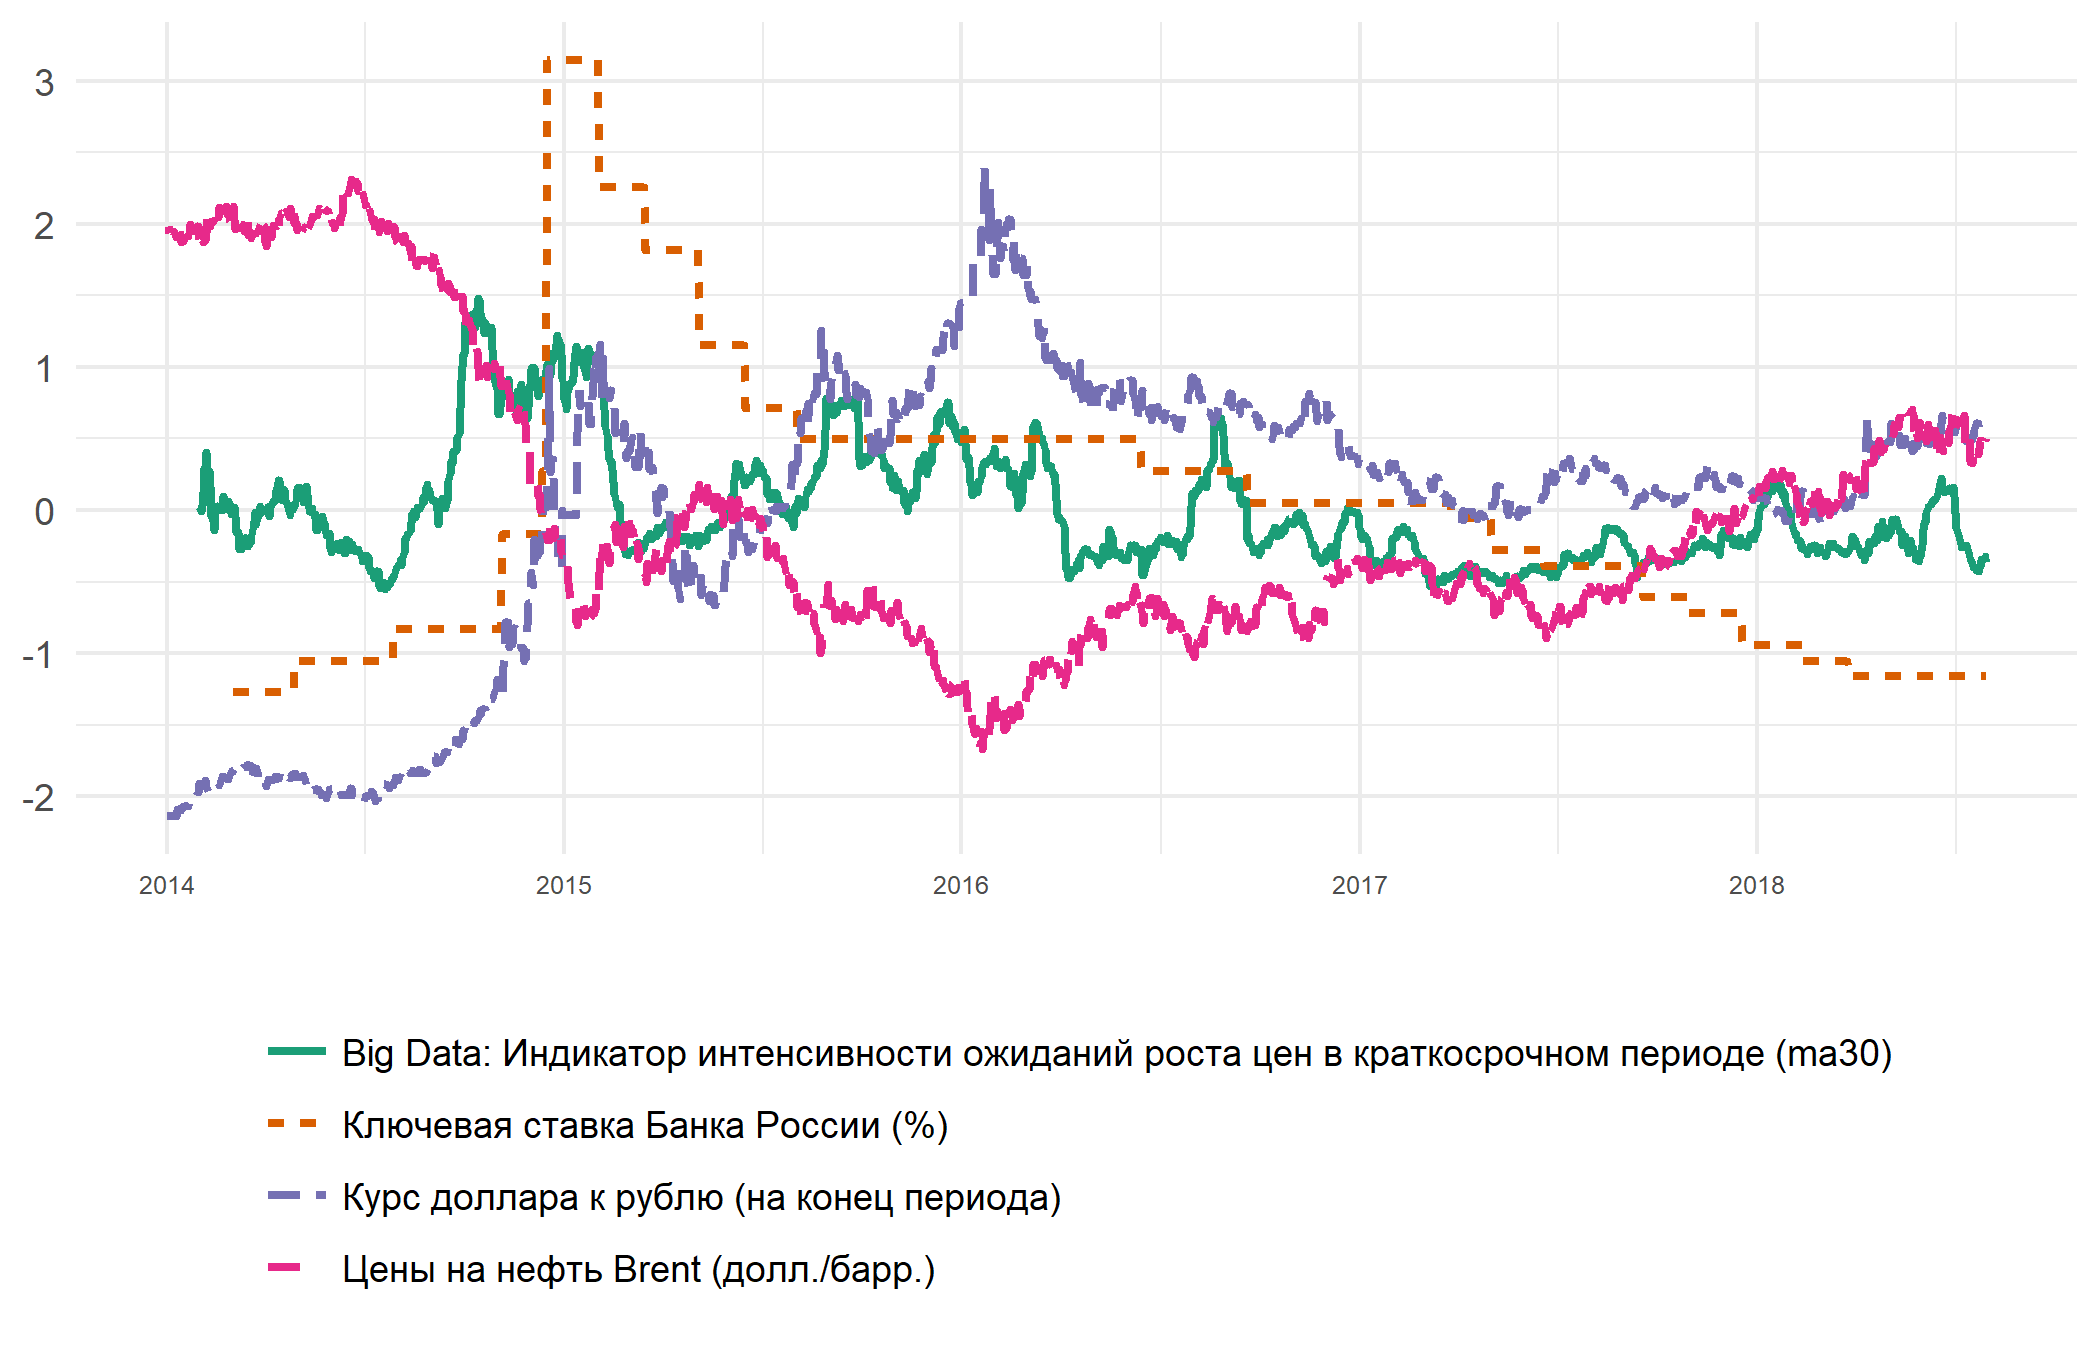 3
2
1
0
-1
-2
2014 2015 2016 2017 2018
Big Data: Индикатор интенсивности ожиданий роста цен в краткосрочном периоде (ma30)
Ключевая ставка Банка России (%)
Курс доллара к рублю (на конец периода)
Цены на нефть Brent (долл./барр.)